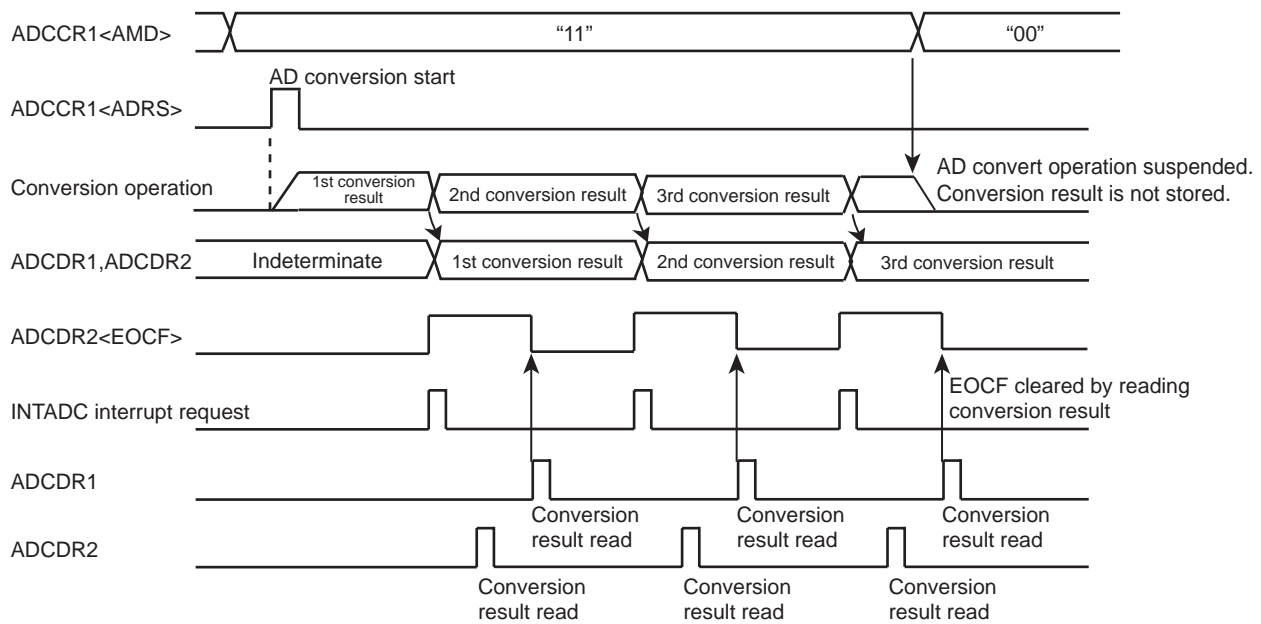 ADCCR1<AMD>
“11”
“00”
AD conversion start
ADCCR1<ADRS>
AD convert operation suspended.
Conversion result is not stored.
Conversion operation
1st conversion
result
2nd conversion result
3rd conversion result
ADCDR1,ADCDR2
Indeterminate
1st conversion result
2nd conversion result
3rd conversion result
ADCDR2<EOCF>
EOCF cleared by reading
conversion result
INTADC interrupt request
ADCDR1
Conversion
result read
Conversion
result read
Conversion
result read
ADCDR2
Conversion
result read
Conversion
result read
Conversion
result read